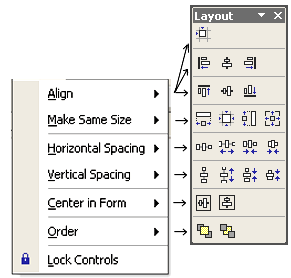 Layout
Align
Make Same Size
Horizontal Spacing
Vertical Spacing
Center in Form
Order
Lock Controls